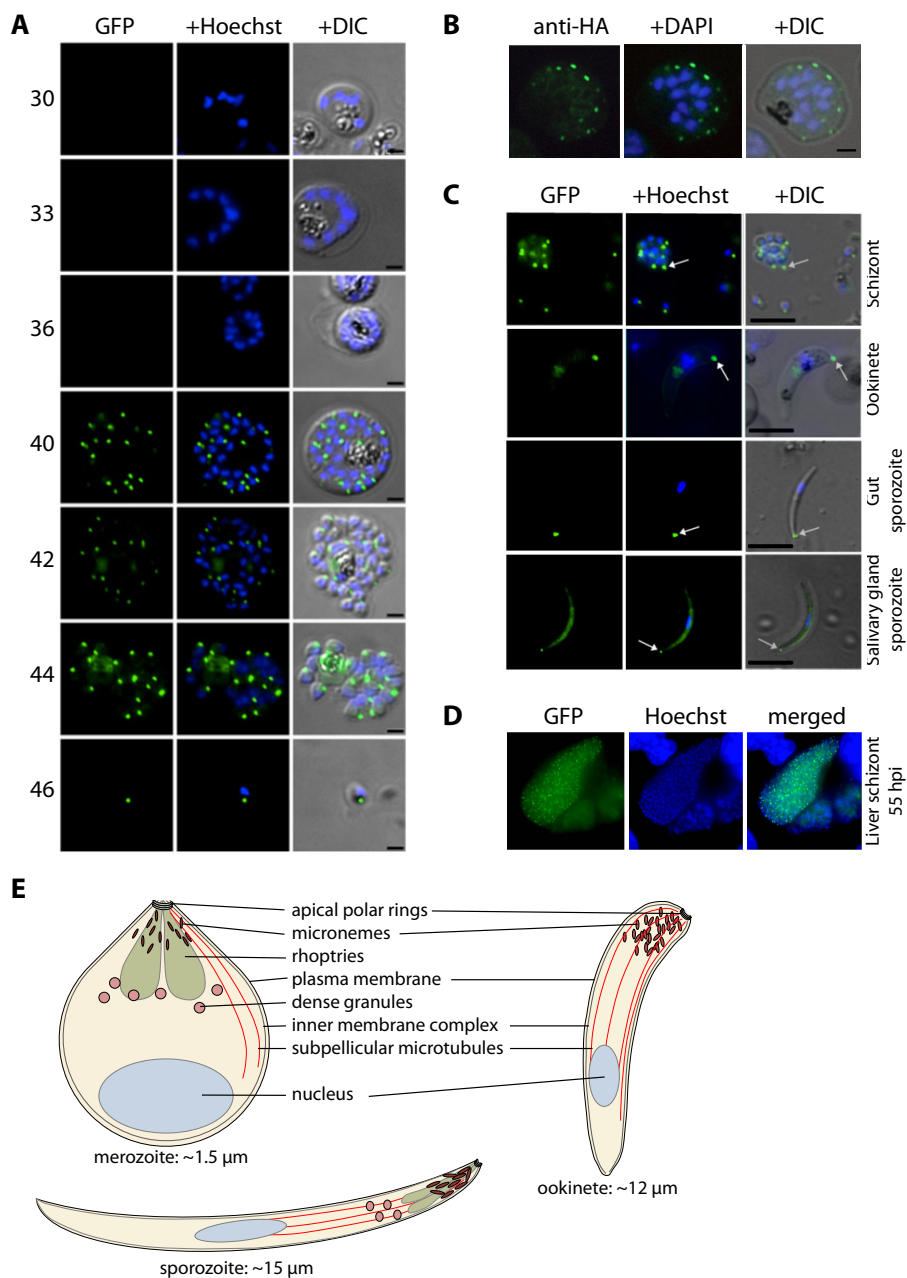 A
GFP +Hoechst +DIC
30
33
36
40
42
44
46
B
anti-HA +DAPI +DIC
C
GFP +Hoechst +DIC
Schizont
Ookinete
Gut
sporozoite
Salivary gland
sporozoite
D
GFP Hoechst merged
Liver schizont
55 hpi
E
apical polar rings
micronemes
rhoptries
plasma membrane
dense granules
inner membrane complex
subpellicular microtubules
nucleus
merozoite: ~1.5 μm
ookinete: ~12 μm
sporozoite: ~15 μm